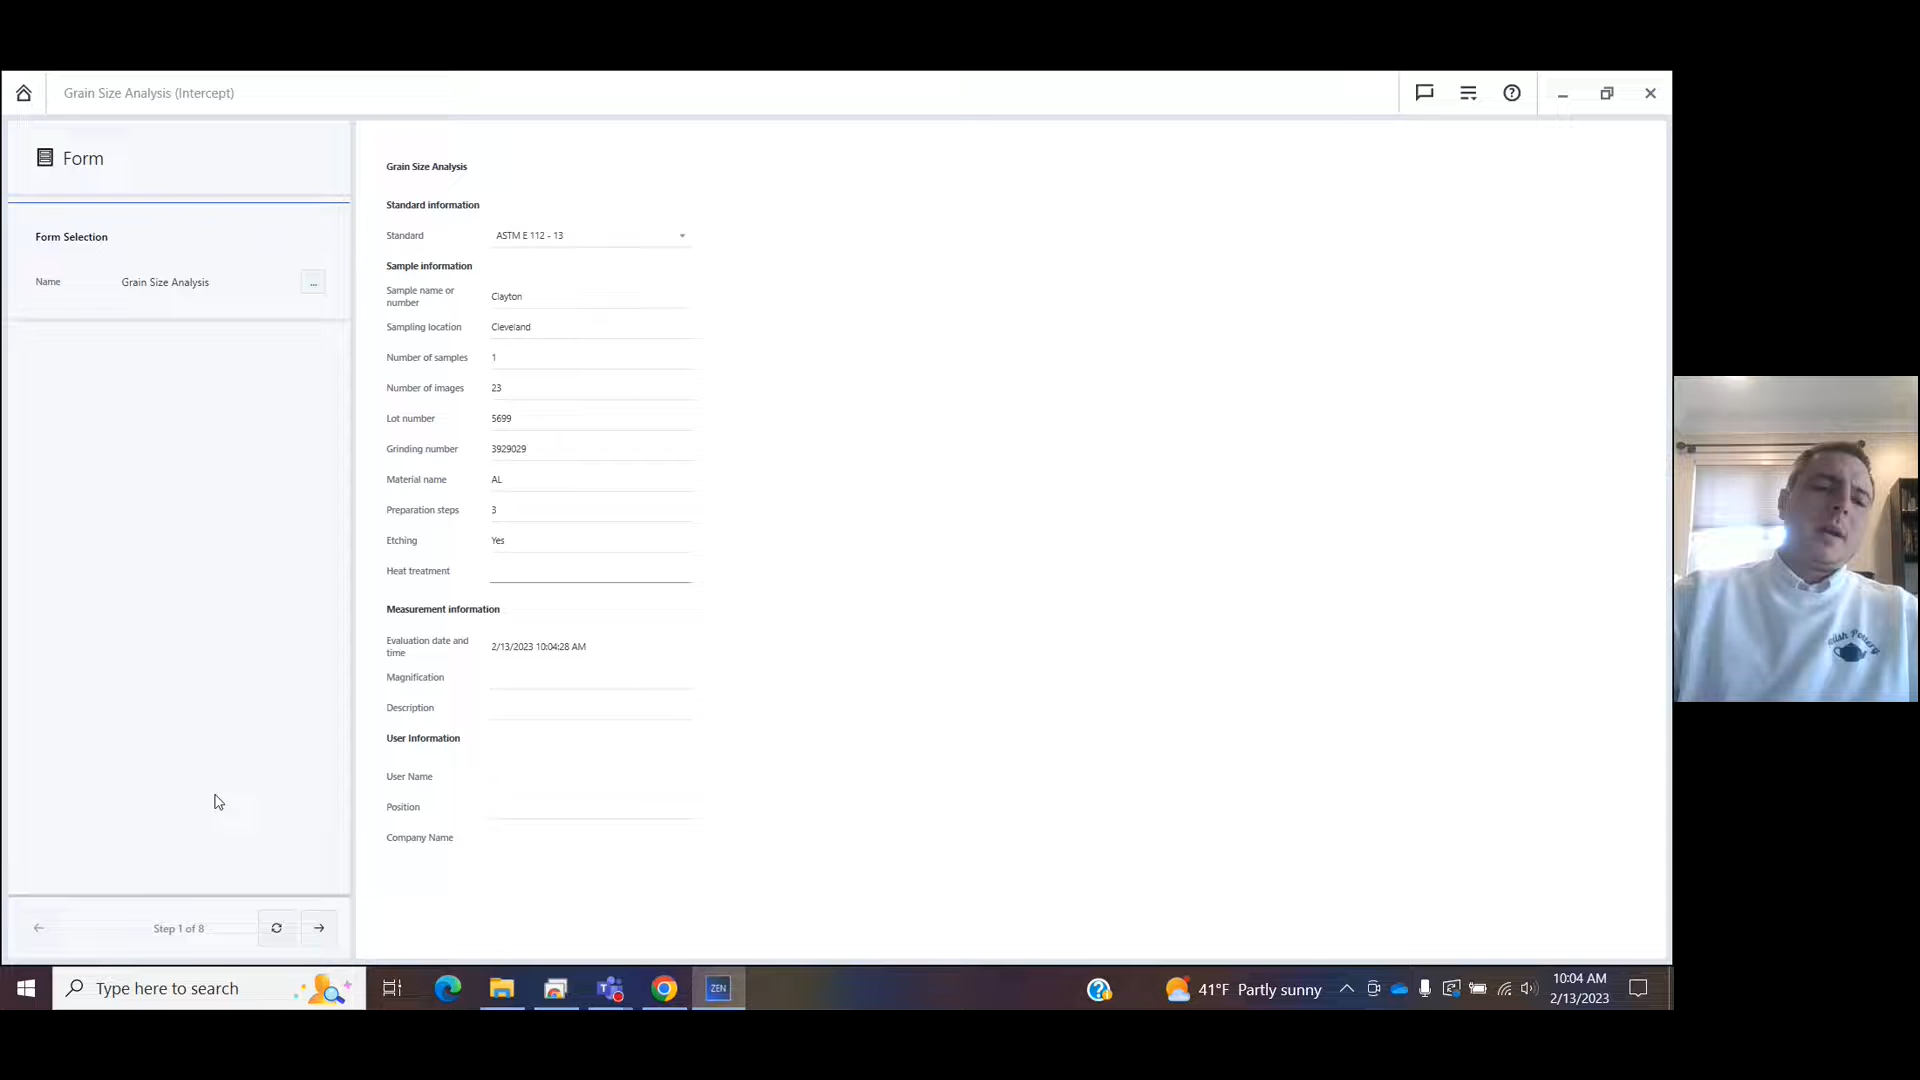 Grain Size Analysis (Intercept)
Form
Form Selection
Name Grain Size Analysis ...
Grain Size Analysis
Standard information
Standard ASTM E 112 - 13
Sample information
Sample name or
number Clayton
Sampling location Cleveland
Number of samples 1
Number of images 23
Lot number 5699
Grinding number 3929029
Material name AL
Preparation steps 3
Etching Yes
Heat treatment
Measurement information
Evaluation date and
time 2/13/2023 10:04:28 AM
Magnification
Description
User Information
User Name
Position
Company Name
Step 1 of 8
Type here to search
ZEN
41°F Partly sunny
10:04 AM
2/13/2023
Pottery